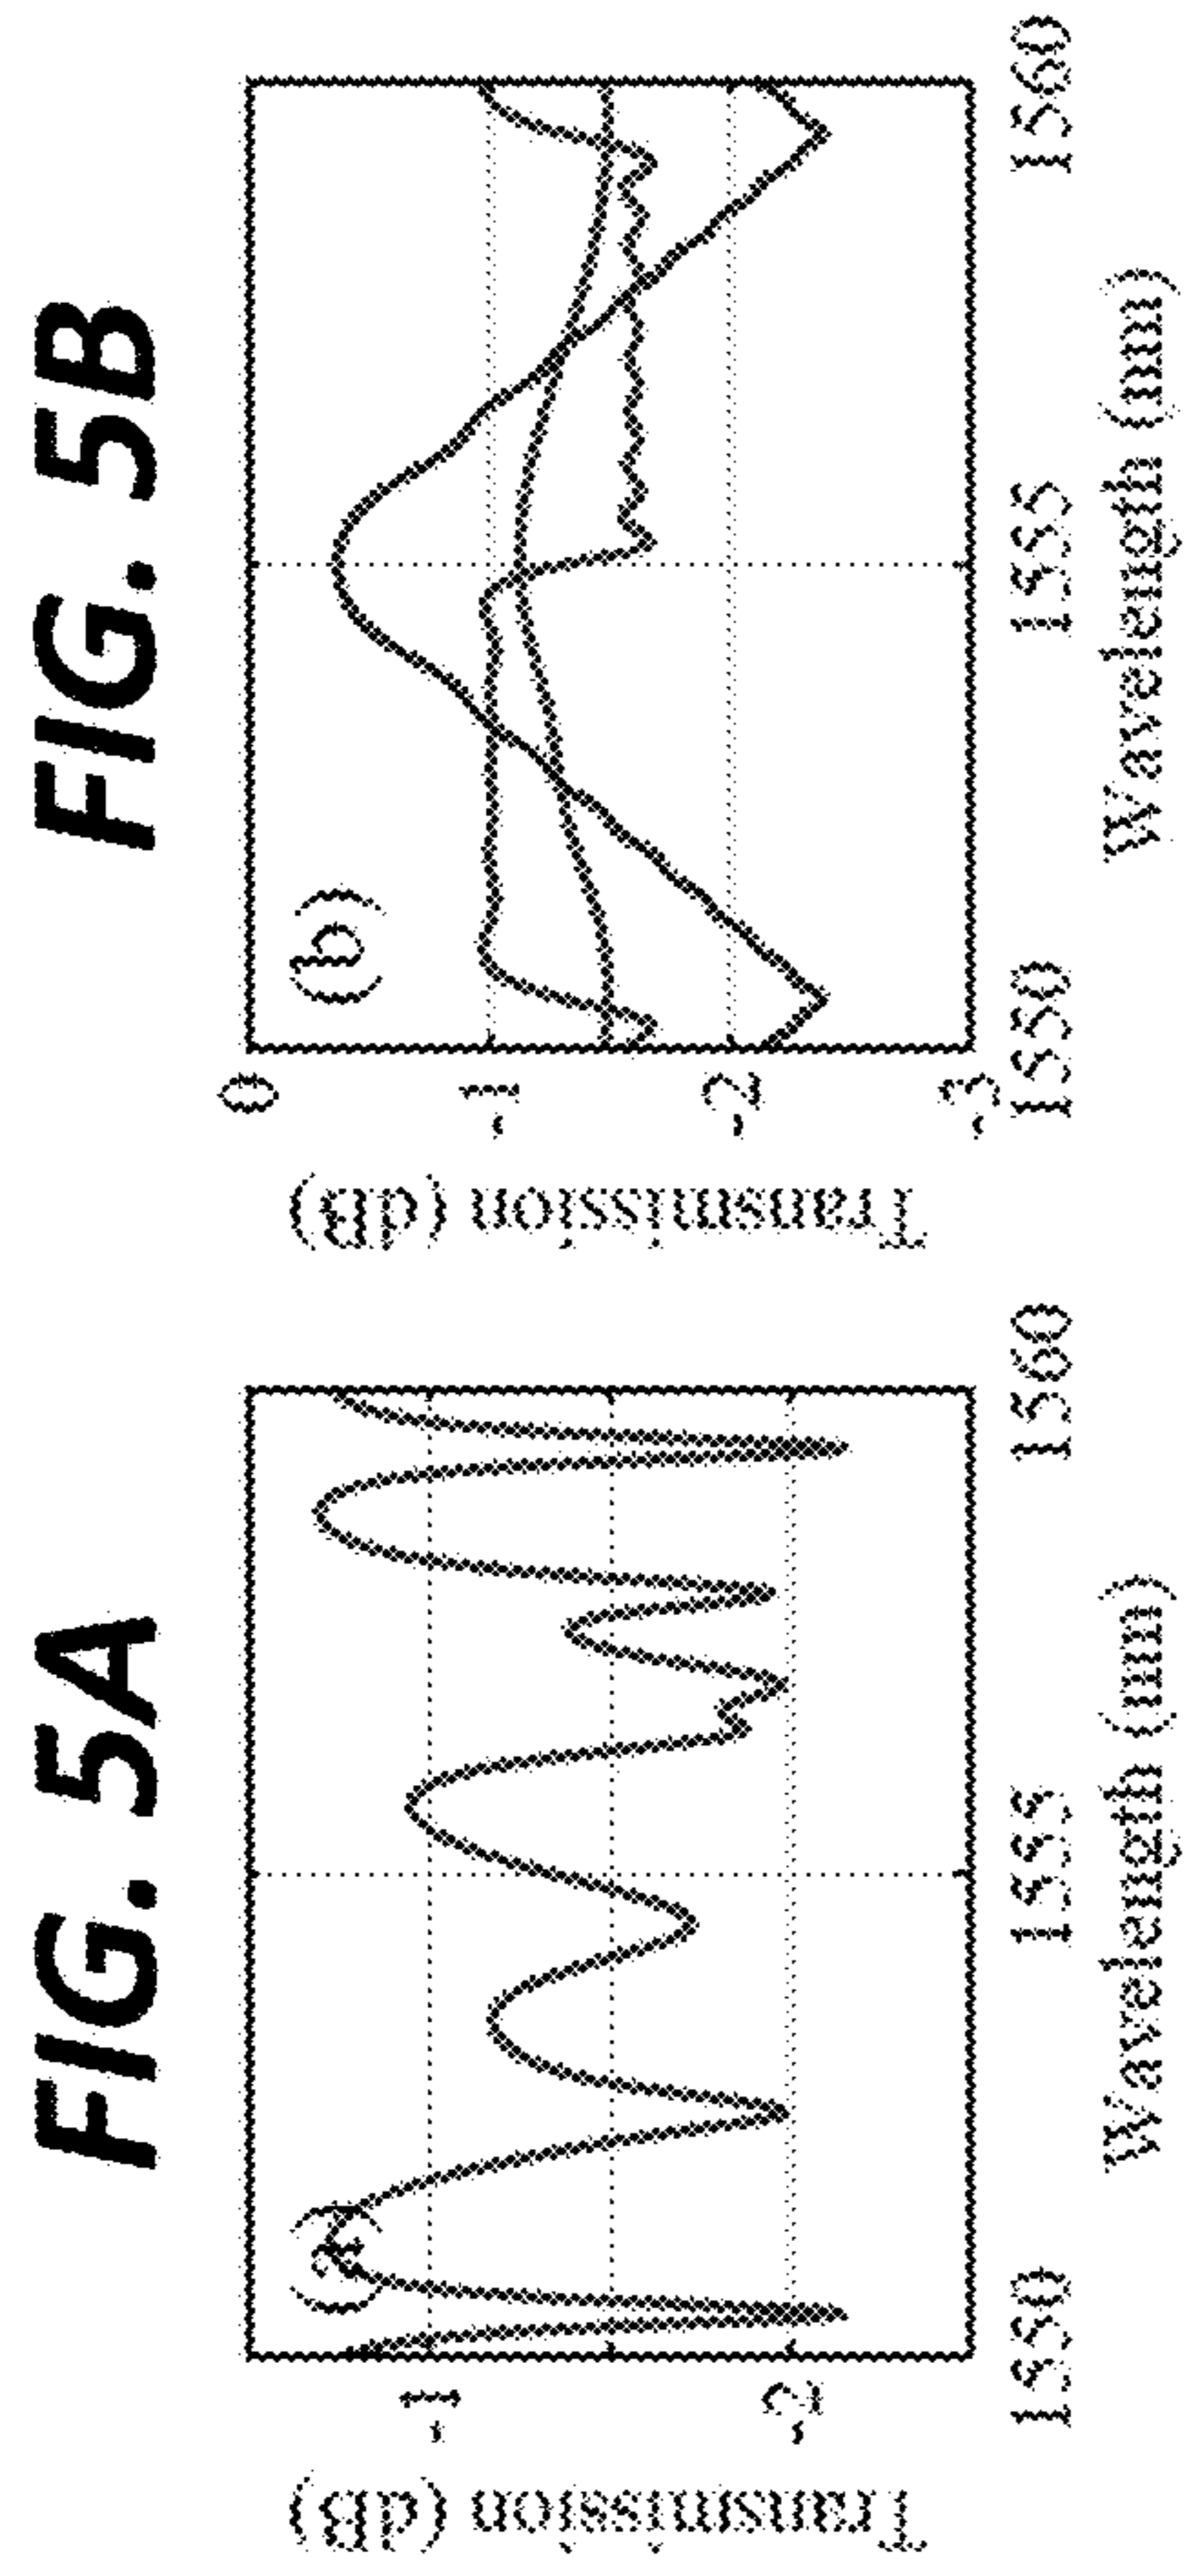 FIG. 5A
(a)
Transmission (dB)
-1
-2
1550
1555
1560
Wavelength (nm)
FIG. 5B
(b)
Transmission (dB)
0
-1
-2
-3
1550
1555
1560
Wavelength (nm)